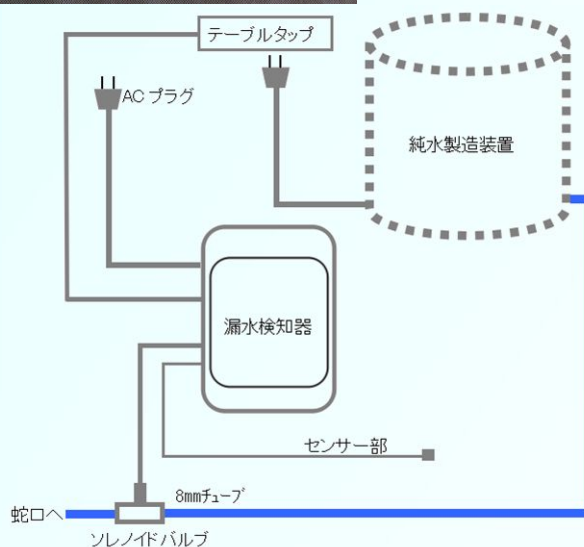 テーブルタップ
ACプラグ
純水製造装置
漏水検知器
センサー部
8mmチューブ
蛇口へ
ソレノイドバルブ